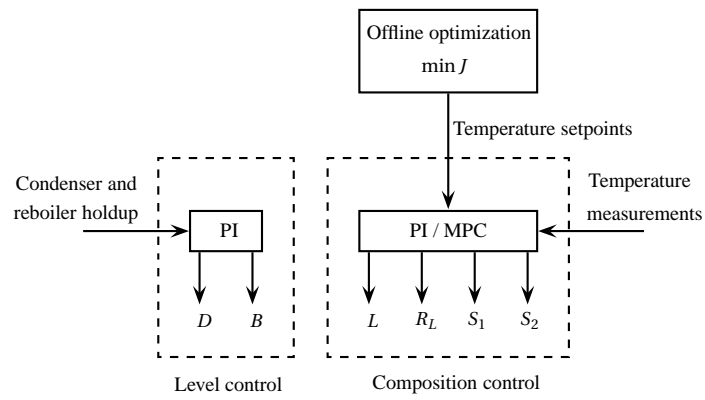 Offline optimization
min J
Temperature setpoints
Condenser and
reboiler holdup
Temperature
measurements
PI
PI / MPC
D
B
L
R_L
S_1
S_2
Level control
Composition control